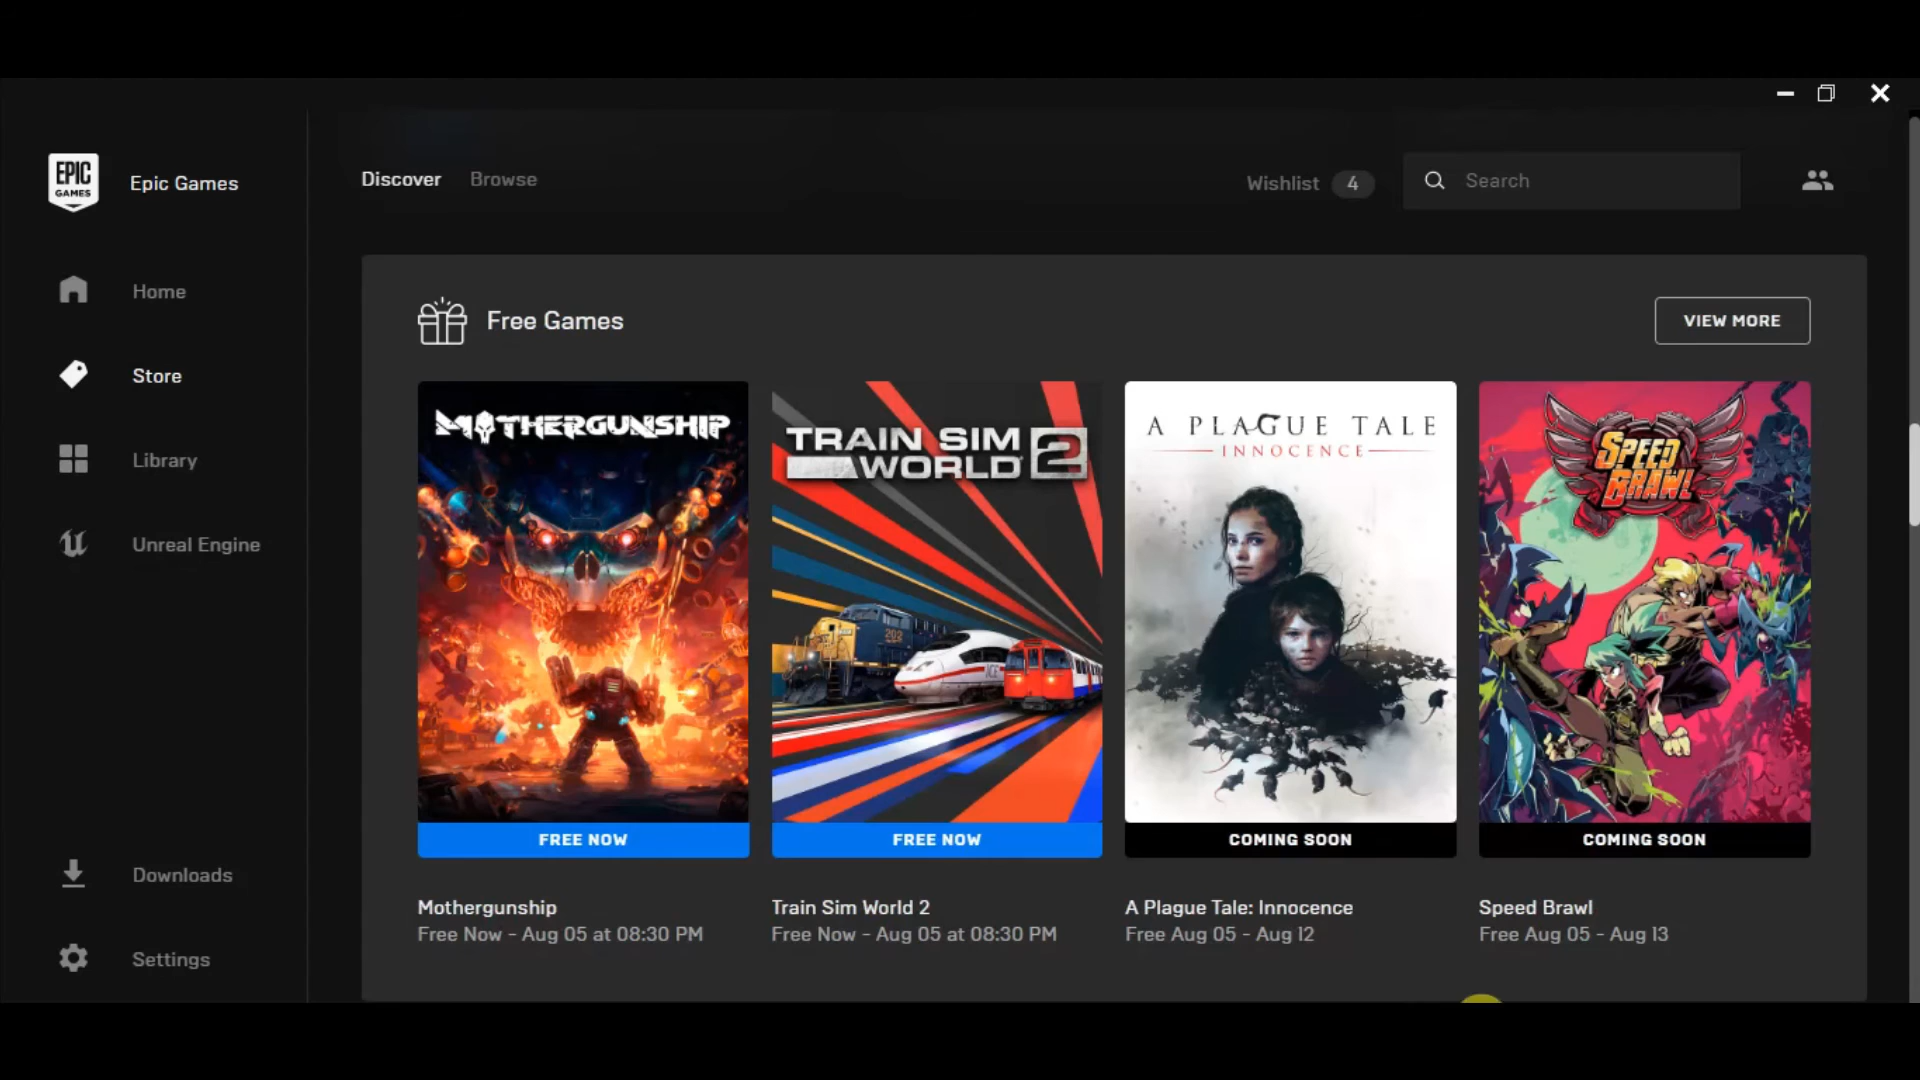 EPIC
GAMES
Epic Games
Discover
Browse
Wishlist 4
Search
Home
Store
Library
Unreal Engine
Downloads
Settings
Free Games
VIEW MORE
MOTHERGUNSHIP
FREE NOW
Mothergunship
Free Now - Aug 05 at 08:30 PM
TRAIN SIM
WORLD 2
202
ICE
FREE NOW
Train Sim World 2
Free Now - Aug 05 at 08:30 PM
A PLAGUE TALE
INNOCENCE
COMING SOON
A Plague Tale: Innocence
Free Aug 05 - Aug 12
SPEED
BRAWL
COMING SOON
Speed Brawl
Free Aug 05 - Aug 13